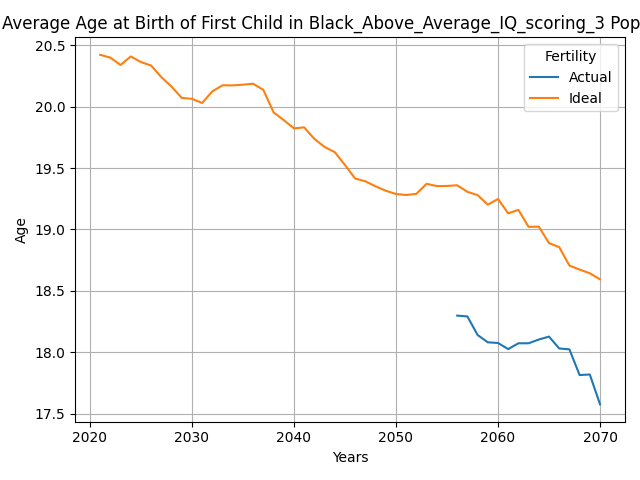 Average Age at Birth of First Child in Black_Above_Average_IQ_scoring_3 Pop
Fertility
Actual
Ideal
20.5
20.0
19.5
19.0
18.5
18.0
17.5
Age
2020 2030 2040 2050 2060 2070
Years